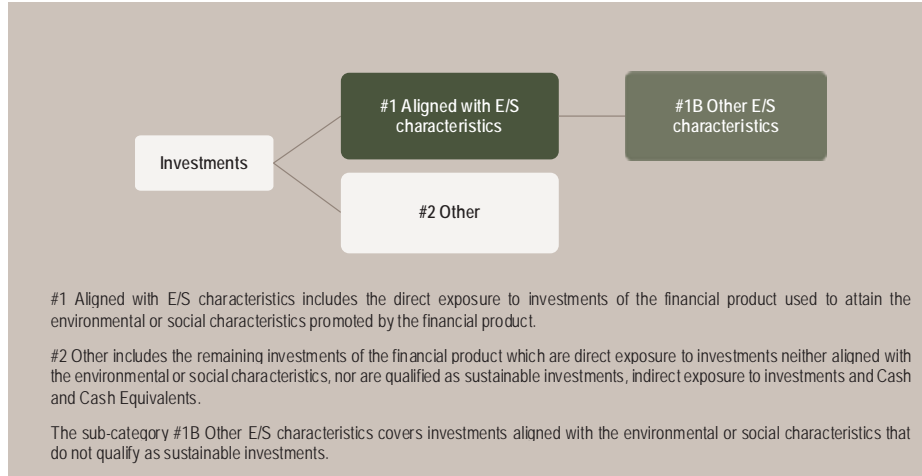 #1 Aligned with E/S
characteristics
#1B Other E/S
characteristics
Investments
#2 Other
#1 Aligned with E/S characteristics includes the direct exposure to investments of the financial product used to attain the
environmental or social characteristics promoted by the financial product.
#2 Other includes the remaining investments of the financial product which are direct exposure to investments neither aligned with
the environmental or social characteristics, nor are qualified as sustainable investments, indirect exposure to investments and Cash
and Cash Equivalents.
The sub-category #1B Other E/S characteristics covers investments aligned with the environmental or social characteristics that
do not qualify as sustainable investments.